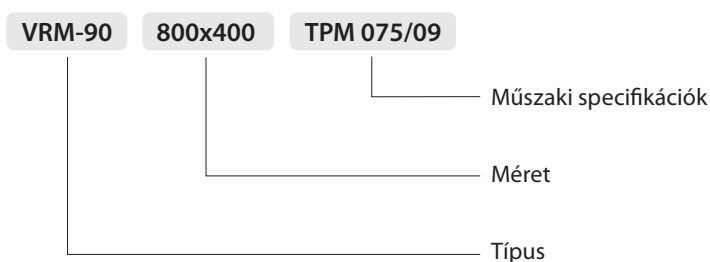 VRM-90 800x400 TPM 075/09
Műszaki specifikációk
Méret
Típus